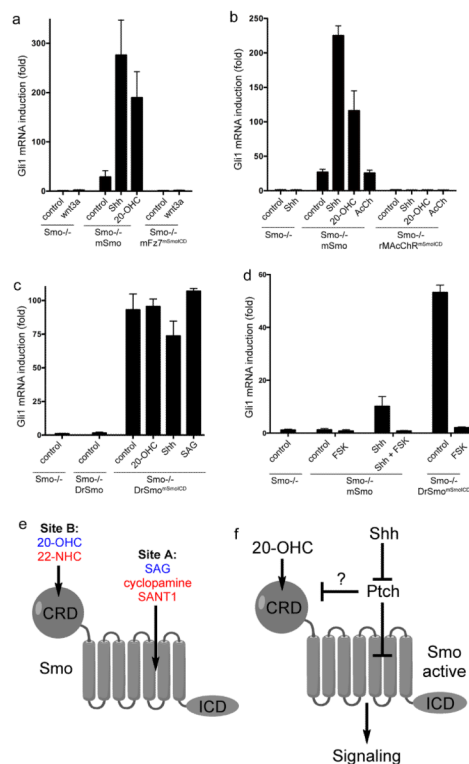 a
Gli1 mRNA induction (fold)
300
200
100
0
control
wnt3a
control
Shh
20-OHC
control
wnt3a
Smo-/-
Smo-/-
mSmo
Smo-/-
mFz7mSmoICD
b
Gli1 mRNA induction (fold)
250
200
150
100
50
0
control
Shh
control
Shh
20-OHC
AcCh
control
Shh
20-OHC
AcCh
Smo-/-
Smo-/-
mSmo
Smo-/-
rMAcChRmSmoICD
c
Gli1 mRNA induction (fold)
100
75
50
25
0
control
control
control
20-OHC
Shh
SAG
Smo-/-
Smo-/-
DrSmo
Smo-/-
DrSmomSmoICD
d
Gli1 mRNA induction (fold)
60
40
20
0
control
control
FSK
Shh
Shh + FSK
control
FSK
Smo-/-
Smo-/-
mSmo
Smo-/-
DrSmomSmoICD
e
Site B:
20-OHC
22-NHC
Site A:
SAG
cyclopamine
SANT1
CRD
Smo
ICD
f
Shh
20-OHC
?
Ptch
CRD
Smo
active
ICD
Signaling